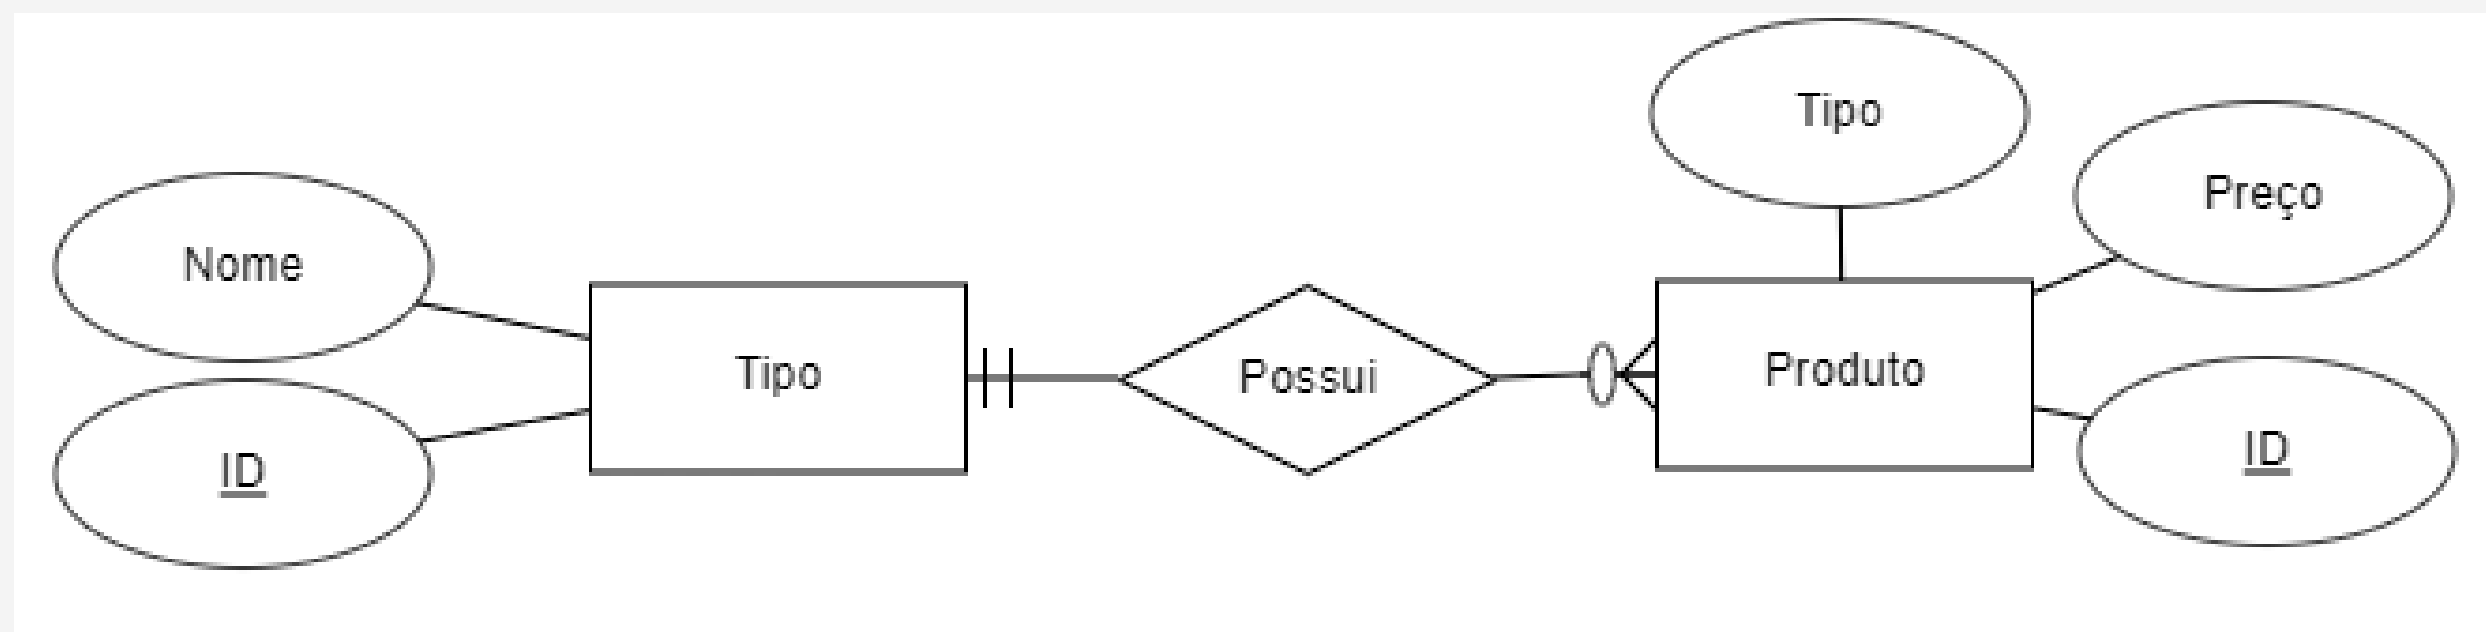 Nome
ID
Tipo
Possui
Tipo
Produto
Preço
ID